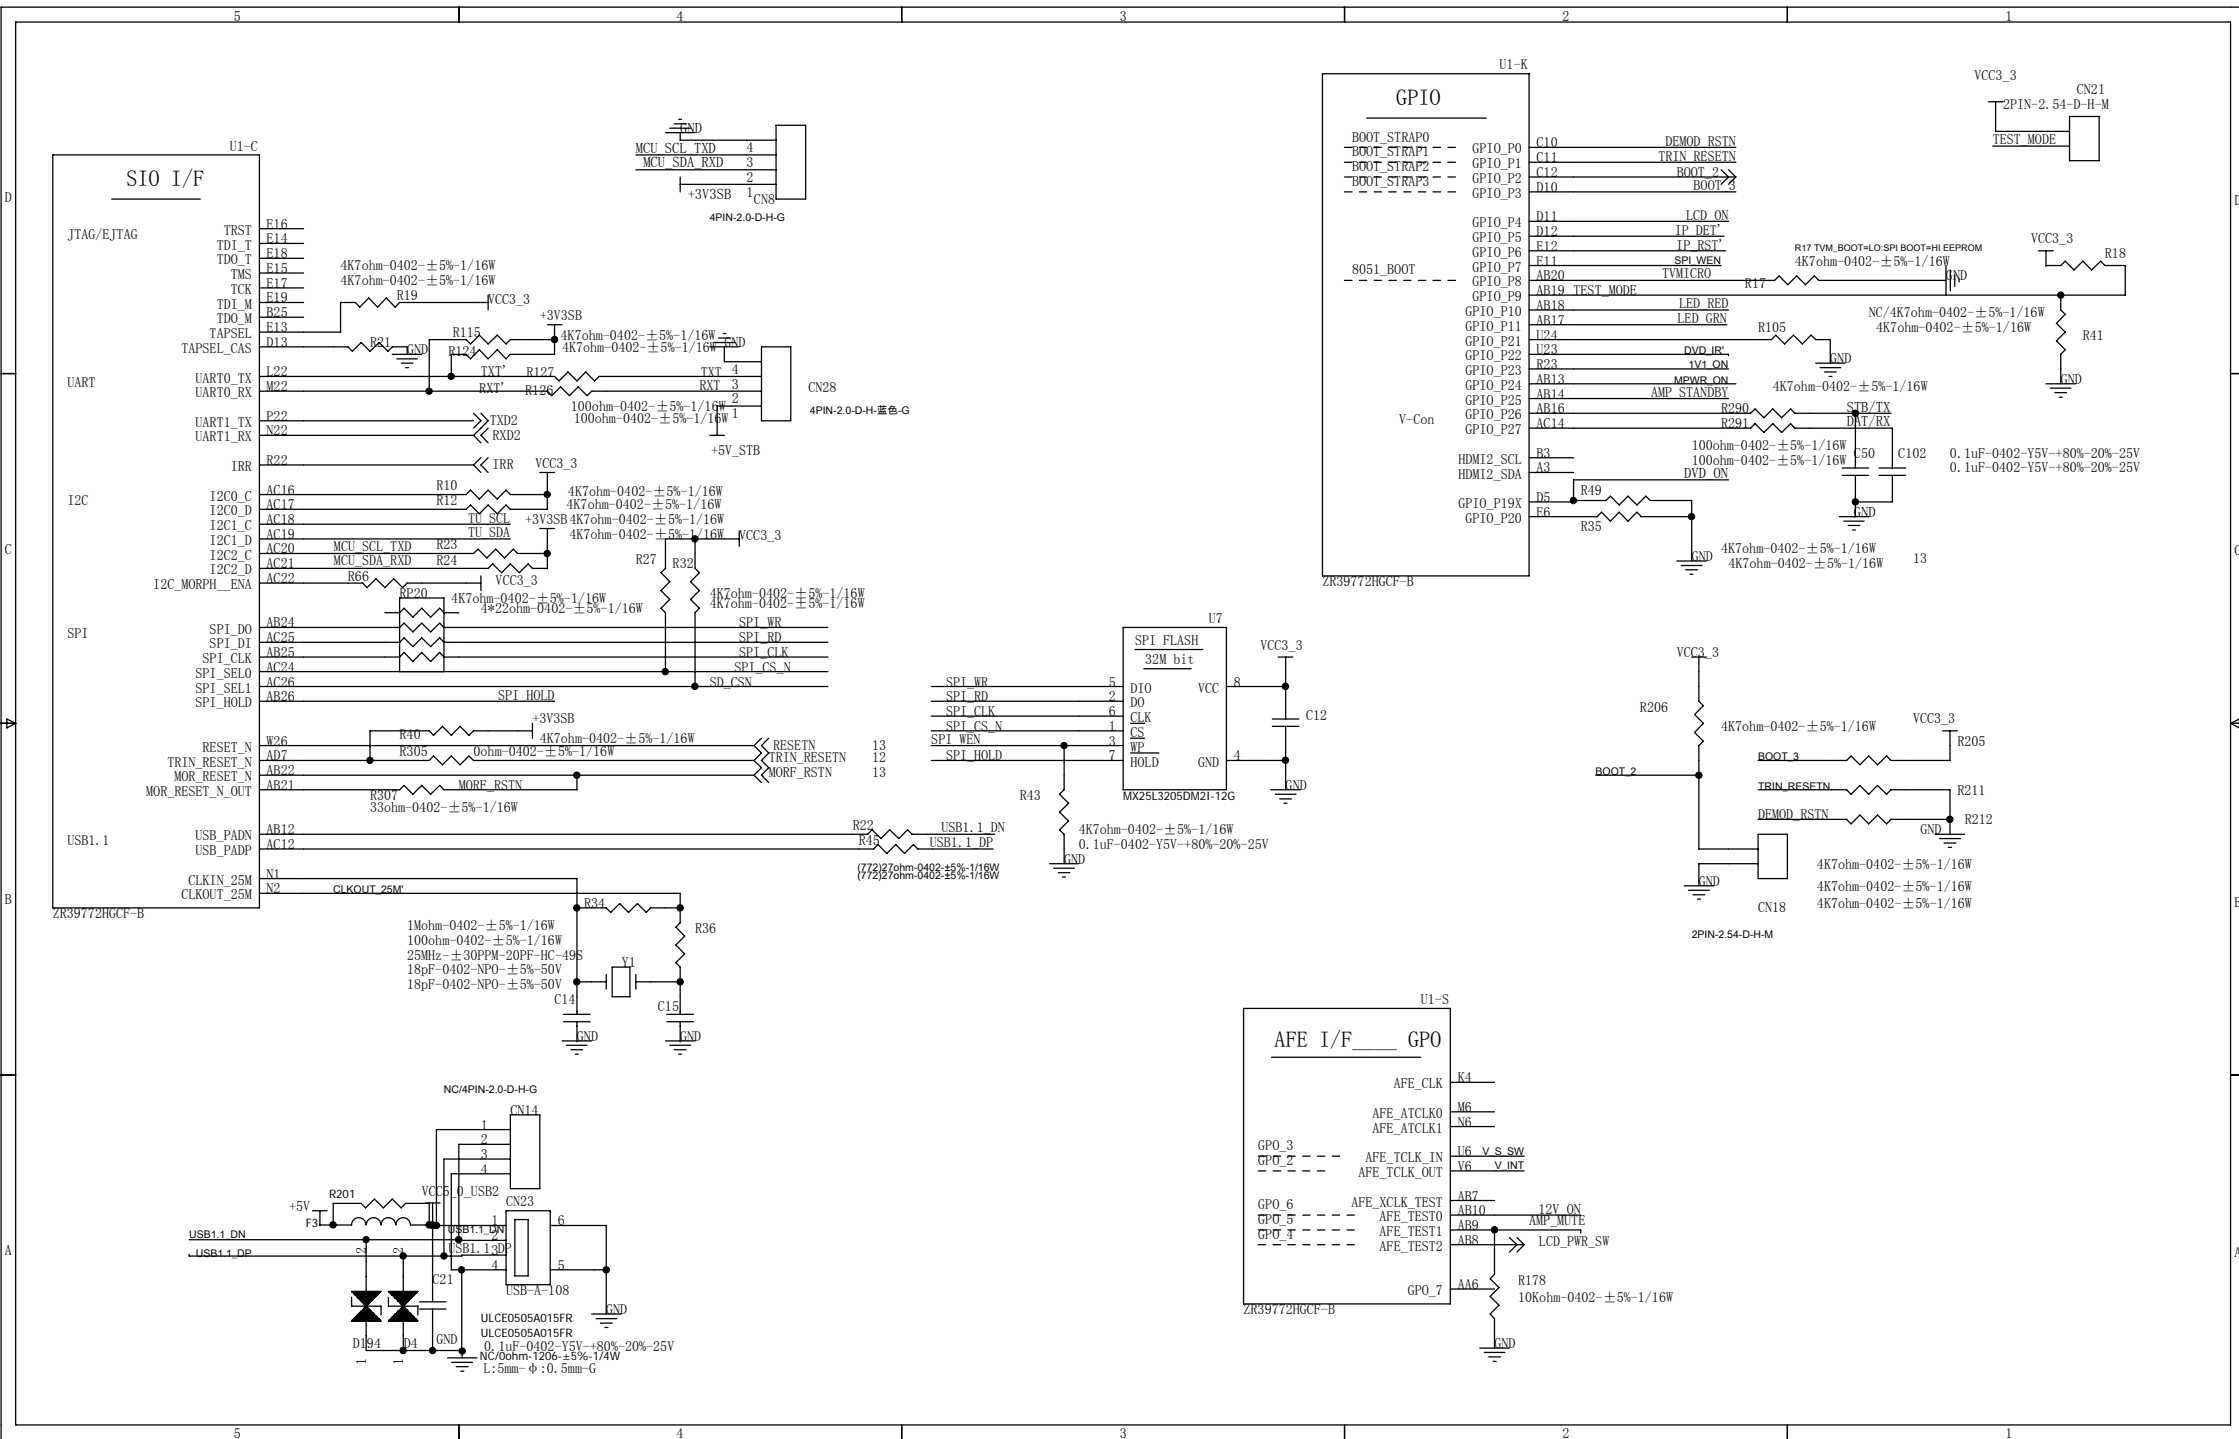 5
4
3
2
1
D
C
B
A
U1-C
SIO I/F
JTAG/EJTAG
TRST E16
TDI_T E14
TDO_T E18
TMS E15
TCK E17
TDI_M E19
TDO_M B25
TAPSEL E13
TAPSEL_CAS D13
UART
UART0_TX L22
UART0_RX M22
UART1_TX P22
UART1_RX N22
IRR R22
I2C
I2C0_C AC16
I2C0_D AC17
I2C1_C AC18
I2C1_D AC19
I2C2_C AC20
I2C2_D AC21
I2C_MORPH__ENA AC22
SPI
SPI_DO AB24
SPI_DI AC25
SPI_CLK AB25
SPI_SEL0 AC24
SPI_SEL1 AC26
SPI_HOLD AB26
RESET_N W26
TRIN_RESET_N AD7
MOR_RESET_N AB22
MOR_RESET_N_OUT AB21
USB1.1
USB_PADN AB12
USB_PADP AC12
CLKIN_25M N1
CLKOUT_25M N2
ZR39772HGCF-B
GND
MCU_SCL_TXD 4
MCU_SDA_RXD 3
2
+3V3SB 1
CN8
4PIN-2.0-D-H-G
4K7ohm-0402-±5%-1/16W
4K7ohm-0402-±5%-1/16W
R19
VCC3_3
R21
GND
R115
R124
+3V3SB
4K7ohm-0402-±5%-1/16W
4K7ohm-0402-±5%-1/16W
GND
TXT' R127 TXT 4
RXT' R126 RXT 3
2
1
100ohm-0402-±5%-1/16W
100ohm-0402-±5%-1/16W
CN28
4PIN-2.0-D-H-蓝色-G
+5V_STB
TXD2
RXD2
IRR
VCC3_3
R10
R12
4K7ohm-0402-±5%-1/16W
4K7ohm-0402-±5%-1/16W
TU_SCL
TU_SDA
+3V3SB
4K7ohm-0402-±5%-1/16W
4K7ohm-0402-±5%-1/16W
MCU_SCL_TXD R23
MCU_SDA_RXD R24
R66
VCC3_3
VCC3_3
R27
R32
4K7ohm-0402-±5%-1/16W
4K7ohm-0402-±5%-1/16W
RP20
4K7ohm-0402-±5%-1/16W
4*22ohm-0402-±5%-1/16W
SPI_WR
SPI_RD
SPI_CLK
SPI_CS_N
SD_CSN
SPI_HOLD
+3V3SB
R40
4K7ohm-0402-±5%-1/16W
R305
0ohm-0402-±5%-1/16W
RESETN 13
TRIN_RESETN 12
MORF_RSTN 13
MORF_RSTN
R307
33ohm-0402-±5%-1/16W
R22 USB1.1_DN
R45 USB1.1_DP
(772)27ohm-0402-±5%-1/16W
(772)27ohm-0402-±5%-1/16W
CLKOUT_25M'
R34
R36
1Mohm-0402-±5%-1/16W
100ohm-0402-±5%-1/16W
25MHz-±30PPM-20PF-HC-49S
18pF-0402-NPO-±5%-50V
18pF-0402-NPO-±5%-50V
Y1
C14
C15
GND
GND
U7
SPI FLASH
32M bit
SPI_WR 5 DIO
SPI_RD 2 DO
SPI_CLK 6 CLK
SPI_CS_N 1 CS
SPI_WEN 3 WP
SPI_HOLD 7 HOLD
VCC 8
GND 4
VCC3_3
C12
GND
MX25L3205DM2I-12G
R43
4K7ohm-0402-±5%-1/16W
0.1uF-0402-Y5V-+80%-20%-25V
GND
U1-K
GPIO
BOOT_STRAP0
BOOT_STRAP1
BOOT_STRAP2
BOOT_STRAP3
8051_BOOT
V-Con
GPIO_P0 C10 DEMOD_RSTN
GPIO_P1 C11 TRIN_RESETN
GPIO_P2 C12 BOOT_2
GPIO_P3 D10 BOOT_3
GPIO_P4 D11 LCD_ON
GPIO_P5 D12 IP_DET'
GPIO_P6 E12 IP_RST'
GPIO_P7 E11 SPI_WEN
GPIO_P8 AB20 TVMICRO
GPIO_P9 AB19 TEST_MODE
GPIO_P10 AB18 LED_RED
GPIO_P11 AB17 LED_GRN
GPIO_P21 U24
GPIO_P22 U23 DVD_IR'
GPIO_P23 R23 1V1_ON
GPIO_P24 AB13 MPWR_ON
GPIO_P25 AB14 AMP_STANDBY
GPIO_P26 AB16
GPIO_P27 AC14
HDMI2_SCL B3
HDMI2_SDA A3
DVD_ON
GPIO_P19X D5
GPIO_P20 E6
ZR39772HGCF-B
VCC3_3
CN21
2PIN-2.54-D-H-M
TEST_MODE
R17 TVM_BOOT=LO:SPI BOOT=HI EEPROM
4K7ohm-0402-±5%-1/16W
R17
GND
VCC3_3
R18
NC/4K7ohm-0402-±5%-1/16W
4K7ohm-0402-±5%-1/16W
R41
GND
R105
GND
4K7ohm-0402-±5%-1/16W
R290 STB/TX
R291 DAT/RX
100ohm-0402-±5%-1/16W
100ohm-0402-±5%-1/16W
C50
C102
0.1uF-0402-Y5V-+80%-20%-25V
0.1uF-0402-Y5V-+80%-20%-25V
GND
R49
R35
GND
4K7ohm-0402-±5%-1/16W
4K7ohm-0402-±5%-1/16W
13
VCC3_3
R206
4K7ohm-0402-±5%-1/16W
BOOT_2
VCC3_3
R205
BOOT_3
TRIN_RESETN R211
DEMOD_RSTN R212
GND
GND
CN18
2PIN-2.54-D-H-M
4K7ohm-0402-±5%-1/16W
4K7ohm-0402-±5%-1/16W
4K7ohm-0402-±5%-1/16W
U1-S
AFE I/F____ GPO
AFE_CLK K4
AFE_ATCLK0 M6
AFE_ATCLK1 N6
GPO_3 AFE_TCLK_IN U6 V_S_SW
GPO_2 AFE_TCLK_OUT V6 V_INT
AFE_XCLK_TEST AB7
GPO_6 AFE_TEST0 AB10 12V_ON
GPO_5 AFE_TEST1 AB9 AMP_MUTE
GPO_4 AFE_TEST2 AB8 LCD_PWR_SW
GPO_7 AA6
ZR39772HGCF-B
R178
10Kohm-0402-±5%-1/16W
GND
NC/4PIN-2.0-D-H-G
CN14
1
2
3
4
R201
VCC5_0_USB2
+5V
F3
CN23
1
2
3
4
6
5
USB1.1_DN
USB1.1_DP
USB1.1_DN
USB1.1_DP
USB-A-108
GND
2
2
C21
D194
D4
1
1
GND
ULCE0505A015FR
ULCE0505A015FR
0.1uF-0402-Y5V-+80%-20%-25V
NC/0ohm-1206-±5%-1/4W
L:5mm-φ:0.5mm-G
5
4
3
2
1